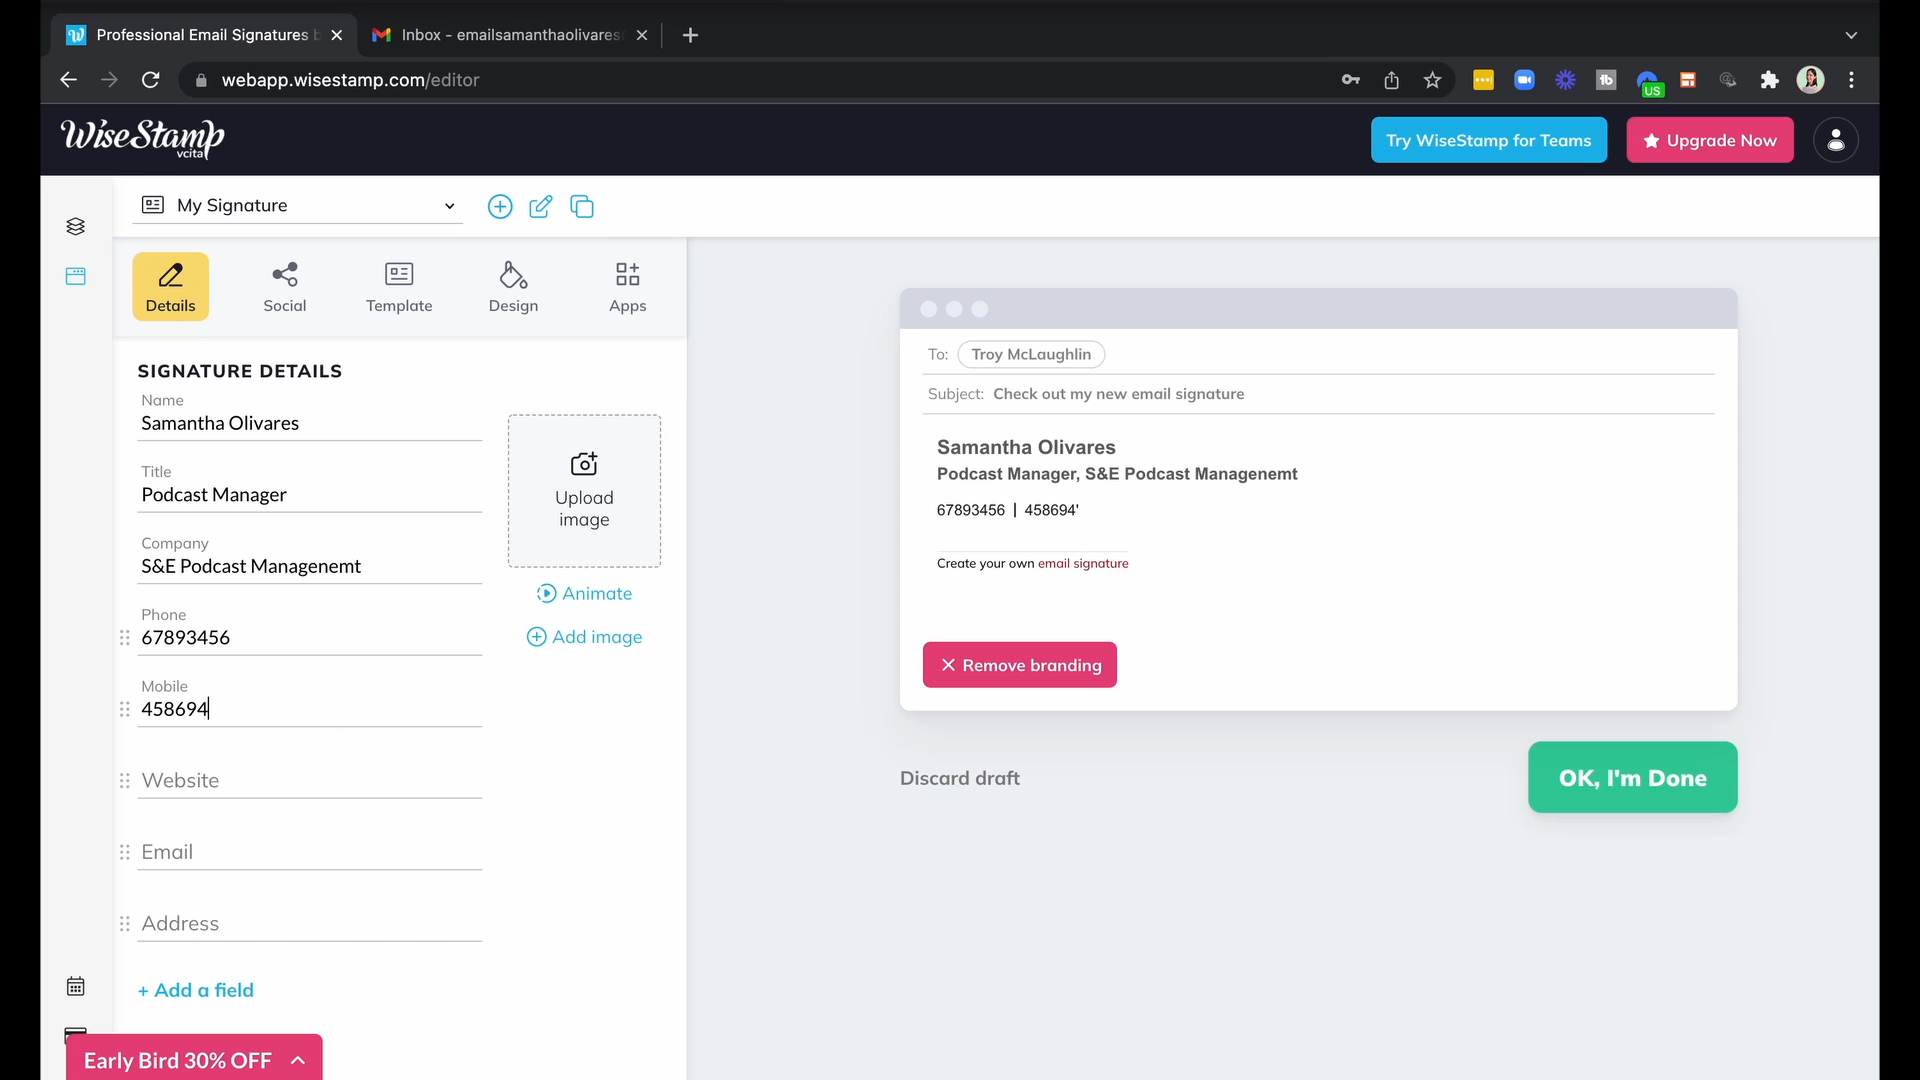 Professional Email Signatures b
Inbox - emailsamanthaolivares
webapp.wisestamp.com/editor
US
WiseStamp
vcita
Try WiseStamp for Teams
Upgrade Now
My Signature
Details
Social
Template
Design
Apps
SIGNATURE DETAILS
Name
Samantha Olivares
Title
Podcast Manager
Company
S&E Podcast Managenemt
Phone
67893456
Mobile
458694
Website
Email
Address
+ Add a field
Upload
image
Animate
Add image
To: Troy McLaughlin
Subject: Check out my new email signature
Samantha Olivares
Podcast Manager, S&E Podcast Managenemt
67893456 | 458694'
Create your own email signature
Remove branding
Discard draft
OK, I'm Done
Early Bird 30% OFF